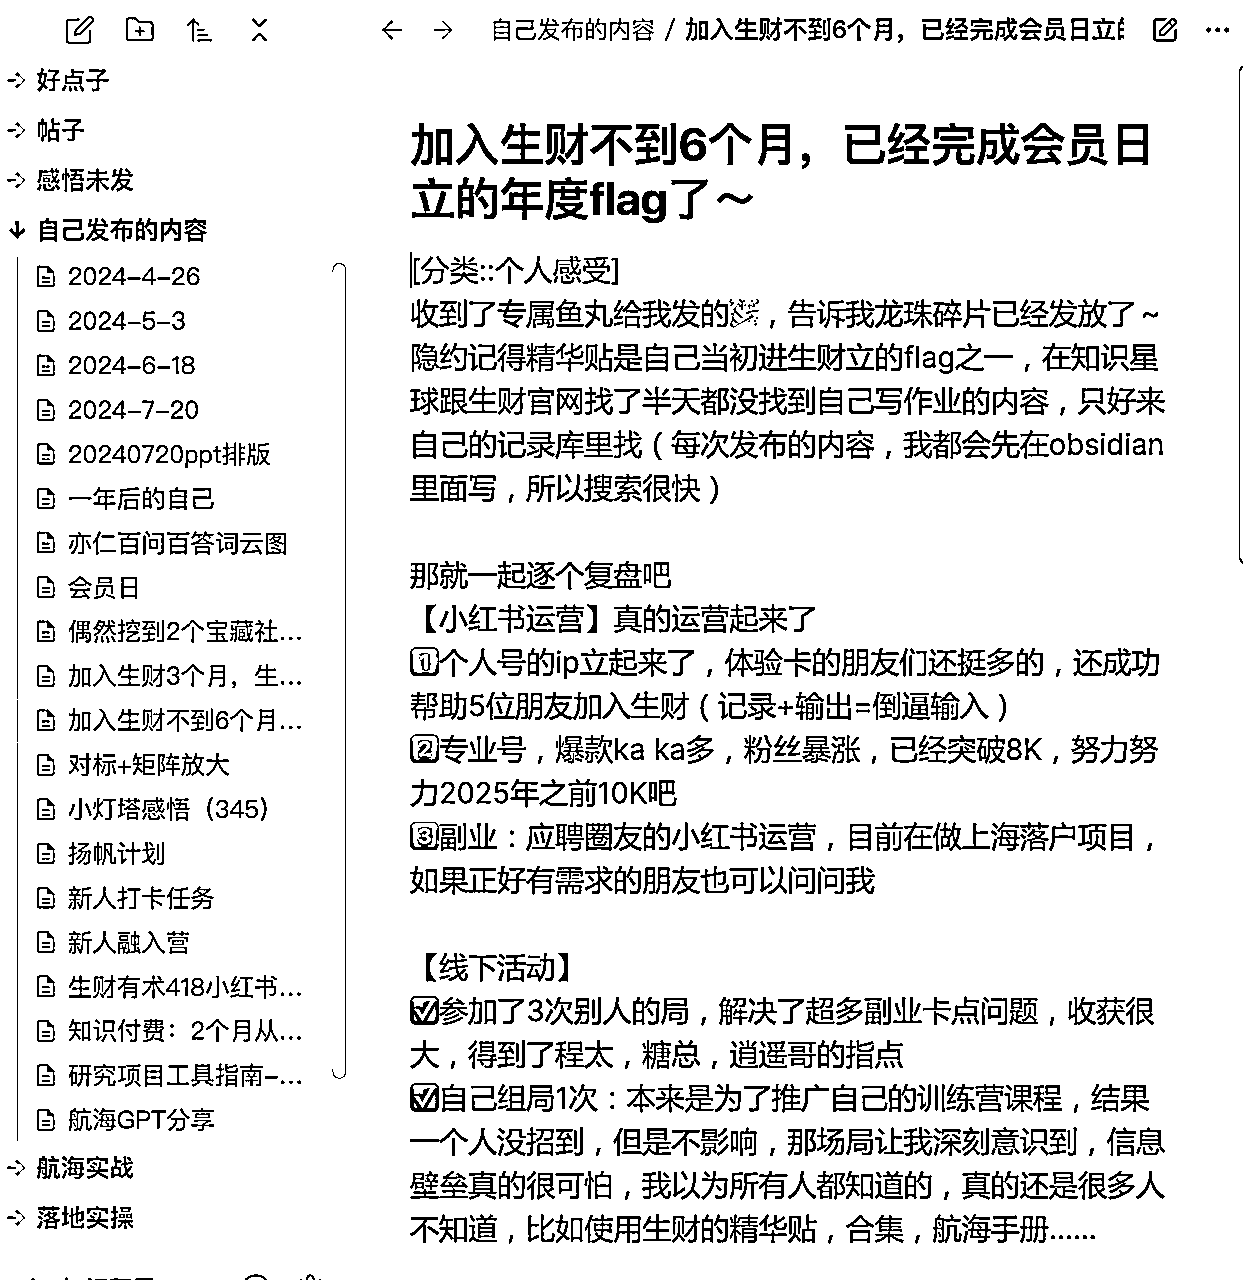 自己发布的内容 / 加入生财不到6个月，已经完成会员日立
好点子
帖子
感悟未发
自己发布的内容
2024-4-26
2024-5-3
2024-6-18
2024-7-20
20240720ppt排版
一年后的自己
亦仁百问百答词云图
会员日
偶然挖到2个宝藏社...
加入生财3个月，生...
加入生财不到6个月...
对标+矩阵放大
小灯塔感悟（345）
扬帆计划
新人打卡任务
新人融入营
生财有术418小红书...
知识付费：2个月从...
研究项目工具指南-...
航海GPT分享
航海实战
落地实操
加入生财不到6个月，已经完成会员日
立的年度flag了～
[分类::个人感受]
收到了专属鱼丸给我发的，告诉我龙珠碎片已经发放了～
隐约记得精华贴是自己当初进生财立的flag之一，在知识星
球跟生财官网找了半天都没找到自己写作业的内容，只好来
自己的记录库里找（每次发布的内容，我都会先在obsidian
里面写，所以搜索很快）
那就一起逐个复盘吧
【小红书运营】真的运营起来了
1️⃣个人号的ip立起来了，体验卡的朋友们还挺多的，还成功
帮助5位朋友加入生财（记录+输出=倒逼输入）
2️⃣专业号，爆款ka ka多，粉丝暴涨，已经突破8K，努力努
力2025年之前10K吧
3️⃣副业：应聘圈友的小红书运营，目前在做上海落户项目，
如果正好有需求的朋友也可以问问我
【线下活动】
✅参加了3次别人的局，解决了超多副业卡点问题，收获很
大，得到了程太，糖总，逍遥哥的指点
✅自己组局1次：本来是为了推广自己的训练营课程，结果
一个人没招到，但是不影响，那场局让我深刻意识到，信息
壁垒真的很可怕，我以为所有人都知道的，真的还是很多人
不知道，比如使用生财的精华贴，合集，航海手册......